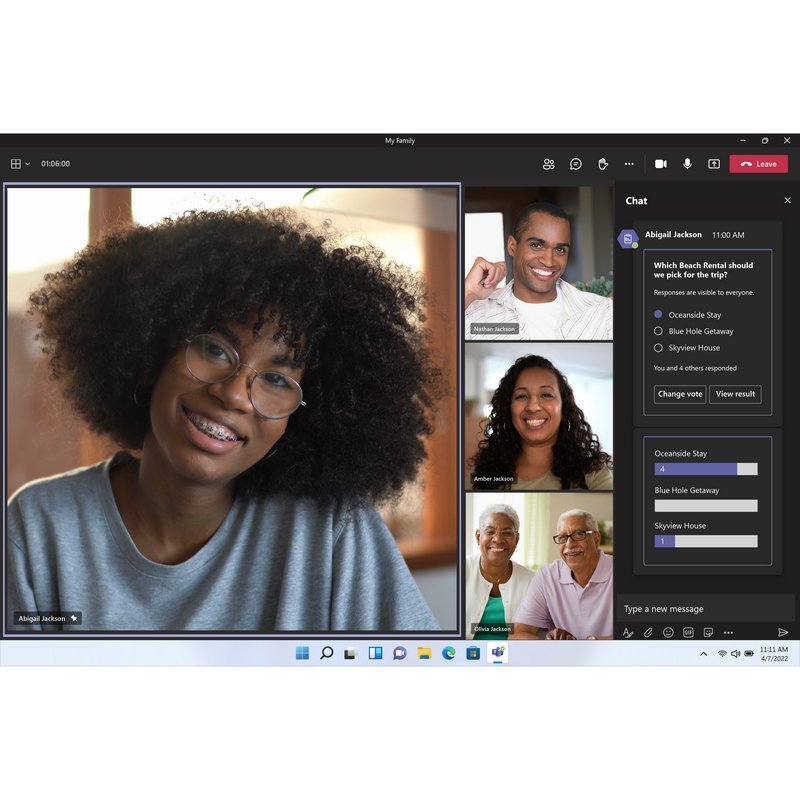 My Family
01:06:00
Leave
Abigail Jackson
Nathan Jackson
Amber Jackson
Olivia Jackson
Chat
Abigail Jackson 11:00 AM
Which Beach Rental should
we pick for the trip?
Responses are visible to everyone.
Oceanside Stay
Blue Hole Getaway
Skyview House
You and 4 others responded
Change vote View result
Oceanside Stay
4
Blue Hole Getaway
Skyview House
1
Type a new message
GIF
11:11 AM
4/7/2022